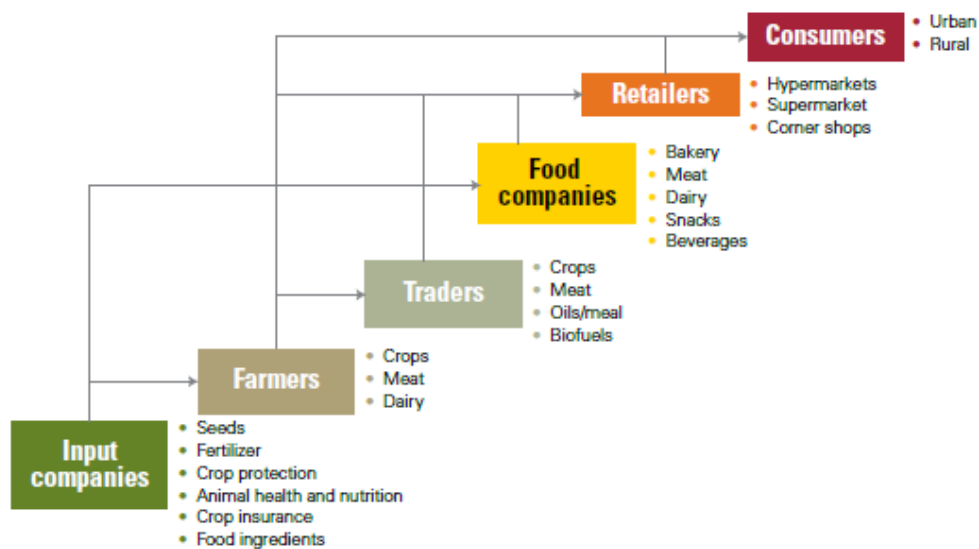 Consumers
• Urban
• Rural
Retailers
• Hypermarkets
• Supermarket
• Corner shops
Food
companies
• Bakery
• Meat
• Dairy
• Snacks
• Beverages
Traders
• Crops
• Meat
• Oils/meal
• Biofuels
Farmers
• Crops
• Meat
• Dairy
Input
companies
• Seeds
• Fertilizer
• Crop protection
• Animal health and nutrition
• Crop insurance
• Food ingredients